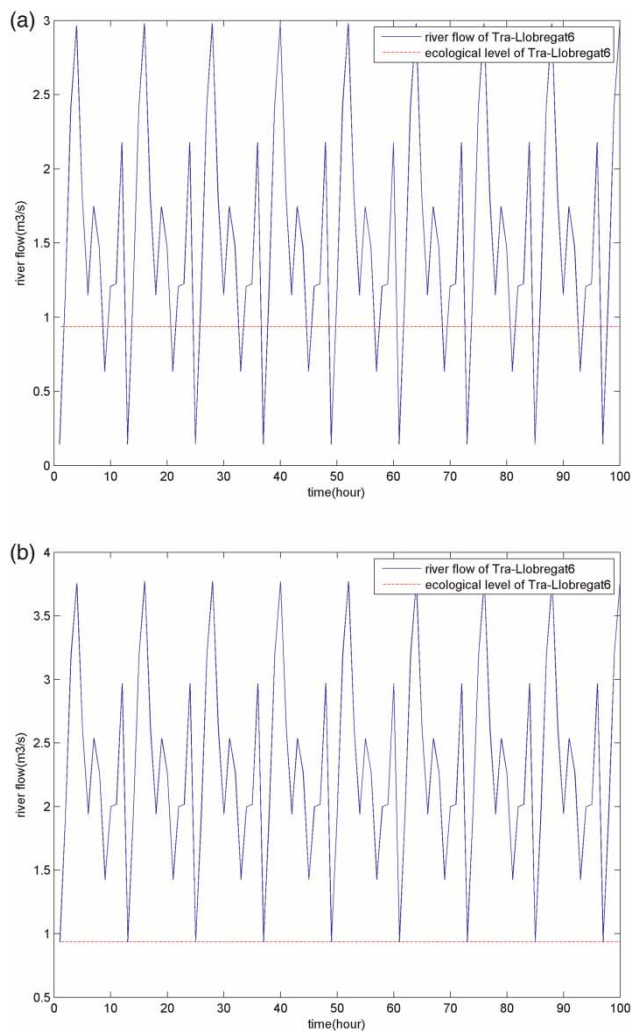 (a)
3
river flow of Tra-Llobregat6
ecological level of Tra-Llobregat6
2.5
2
1.5
1
0.5
0
river flow(m3/s)
0 10 20 30 40 50 60 70 80 90 100
time(hour)
(b)
4
river flow of Tra-Llobregat6
ecological level of Tra-Llobregat6
3.5
3
2.5
2
1.5
1
0.5
river flow(m3/s)
0 10 20 30 40 50 60 70 80 90 100
time(hour)